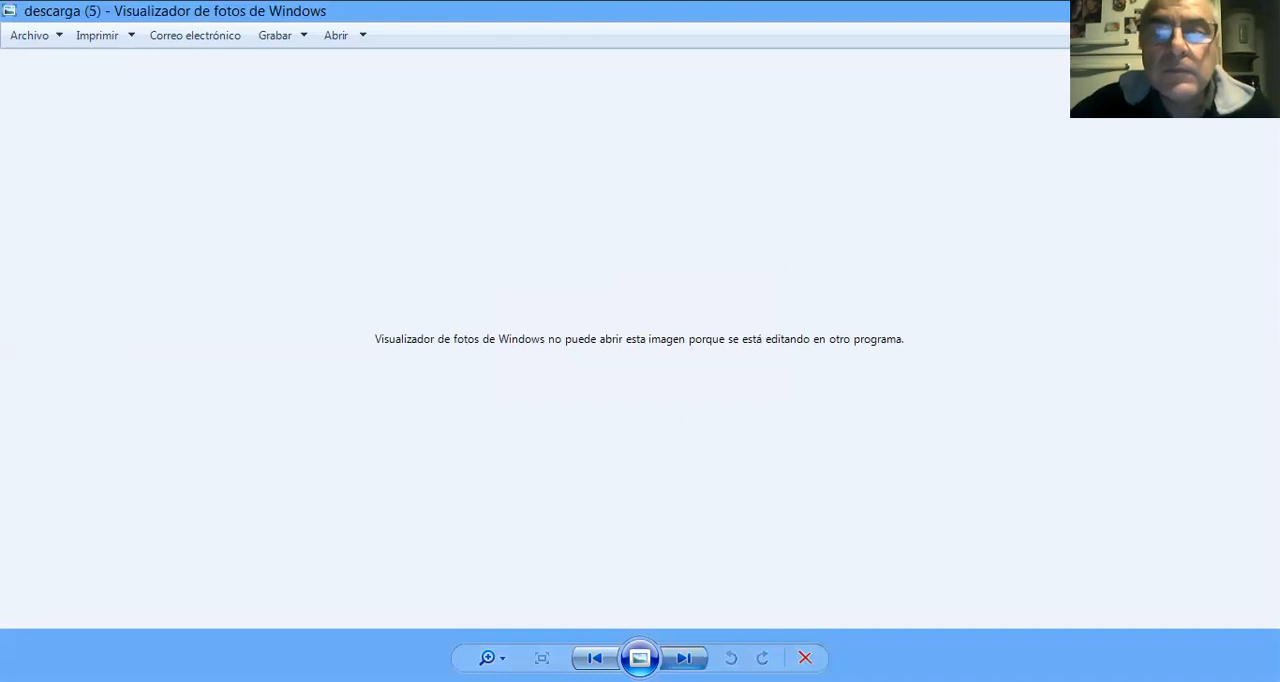 descarga (5) - Visualizador de fotos de Windows
Archivo Imprimir Correo electrónico Grabar Abrir
Visualizador de fotos de Windows no puede abrir esta imagen porque se está editando en otro programa.